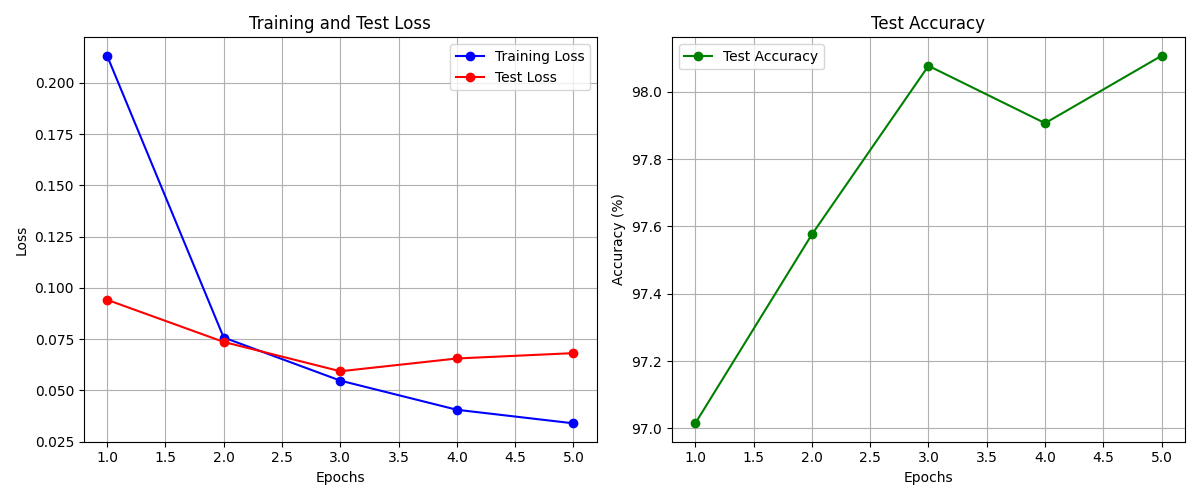 Training and Test Loss
Training Loss
Test Loss
0.200
0.175
0.150
0.125
0.100
0.075
0.050
0.025
Loss
1.0 1.5 2.0 2.5 3.0 3.5 4.0 4.5 5.0
Epochs
Test Accuracy
Test Accuracy
98.0
97.8
97.6
97.4
97.2
97.0
Accuracy (%)
1.0 1.5 2.0 2.5 3.0 3.5 4.0 4.5 5.0
Epochs